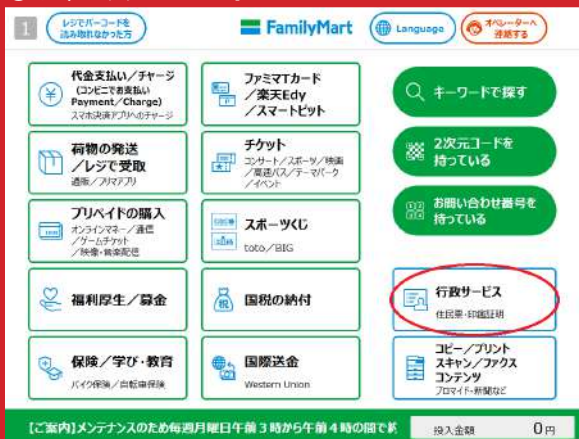 1
レジでバーコードを
読み取れなかった方
FamilyMart
Language
オペレーターへ
連絡する
代金支払い/チャージ
(コンビニでお支払い
Payment/Charge)
スマホ決済アプリへのチャージ
ファミマTカード
/楽天Edy
/スマートピット
キーワードで探す
荷物の発送
/レジで受取
通販/フリマアプリ
チケット
コンサート/スポーツ/映画
/高速バス/テーマパーク
/イベント
2次元コードを
持っている
プリペイドの購入
オンラインマネー/通信
/ゲームチケット
/映像・音楽配信
スポーツくじ
toto/BIG
お問い合わせ番号を
持っている
福利厚生/募金
国税の納付
行政サービス
住民票・印鑑証明
保険/学び・教育
バイク保険/自転車保険
国際送金
Western Union
コピー/プリント
スキャン/ファクス
コンテンツ
ブロマイド・新聞など
【ご案内】メンテナンスのため毎週月曜日午前3時から午前4時の間で約
投入金額
0円